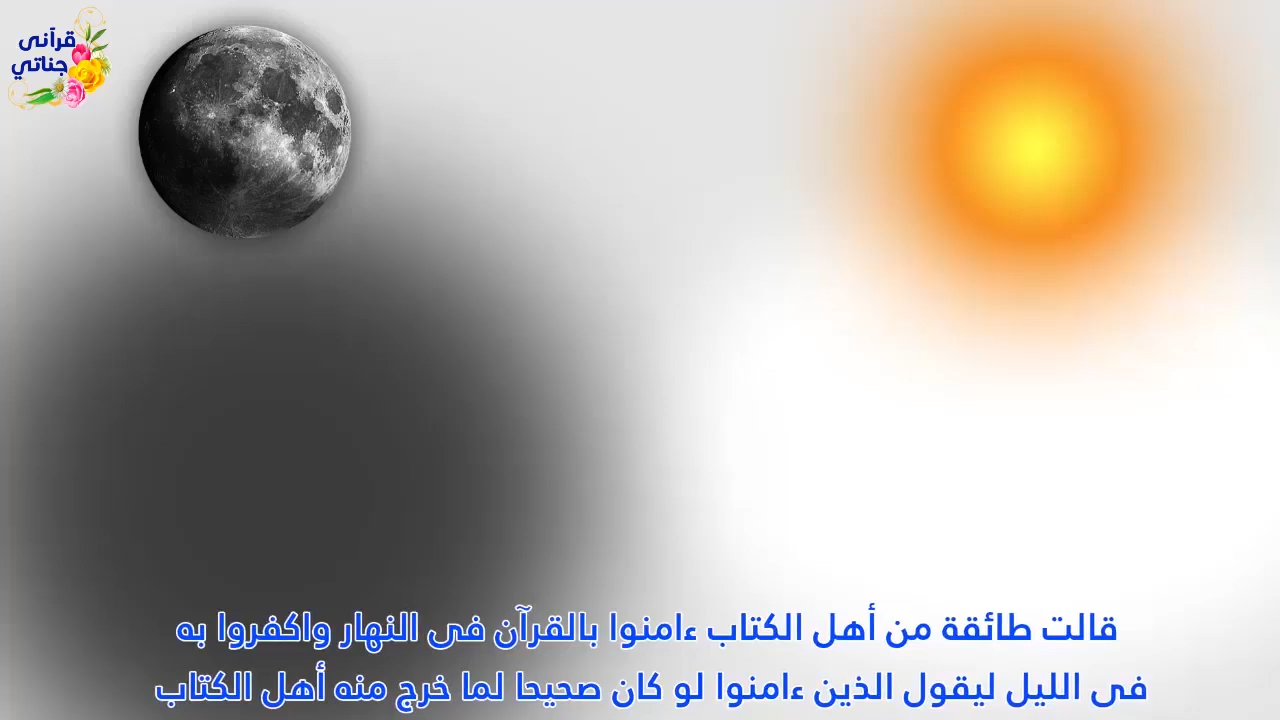 قرآنى
جناتي
قالت طائقة من أهل الكتاب ءامنوا بالقرآن فى النهار واكفروا به
فى الليل ليقول الذين ءامنوا لو كان صحيحا لما خرج منه أهل الكتاب